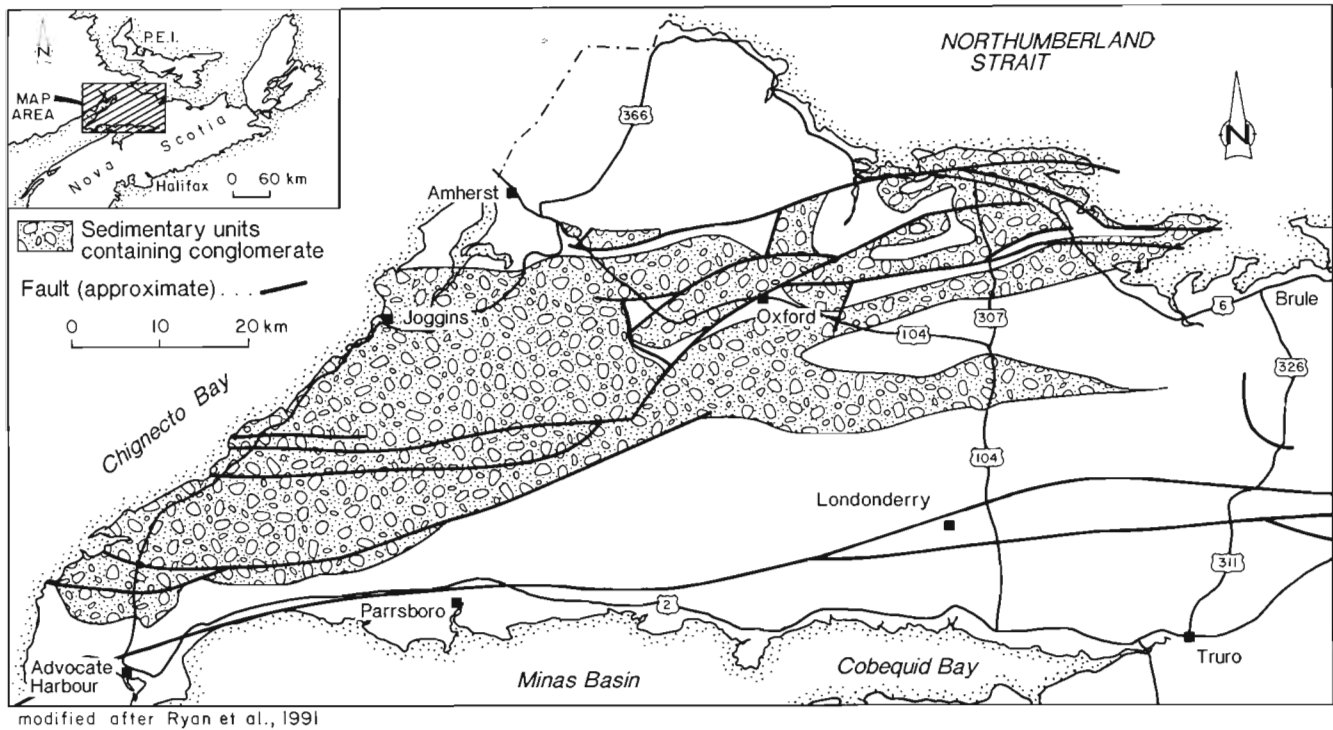 P.E.I.
N
MAP
AREA
Nova Scotia
Halifax
0 60 km
Sedimentary units
containing conglomerate
Fault (approximate) . . .
0 10 20 km
NORTHUMBERLAND
STRAIT
N
366
Amherst
Joggins
Oxford
104
307
6
Brule
326
Chignecto Bay
104
Londonderry
311
2
Parrsboro
Truro
Advocate
Harbour
Minas Basin
Cobequid Bay
modified after Ryan et al., 1991